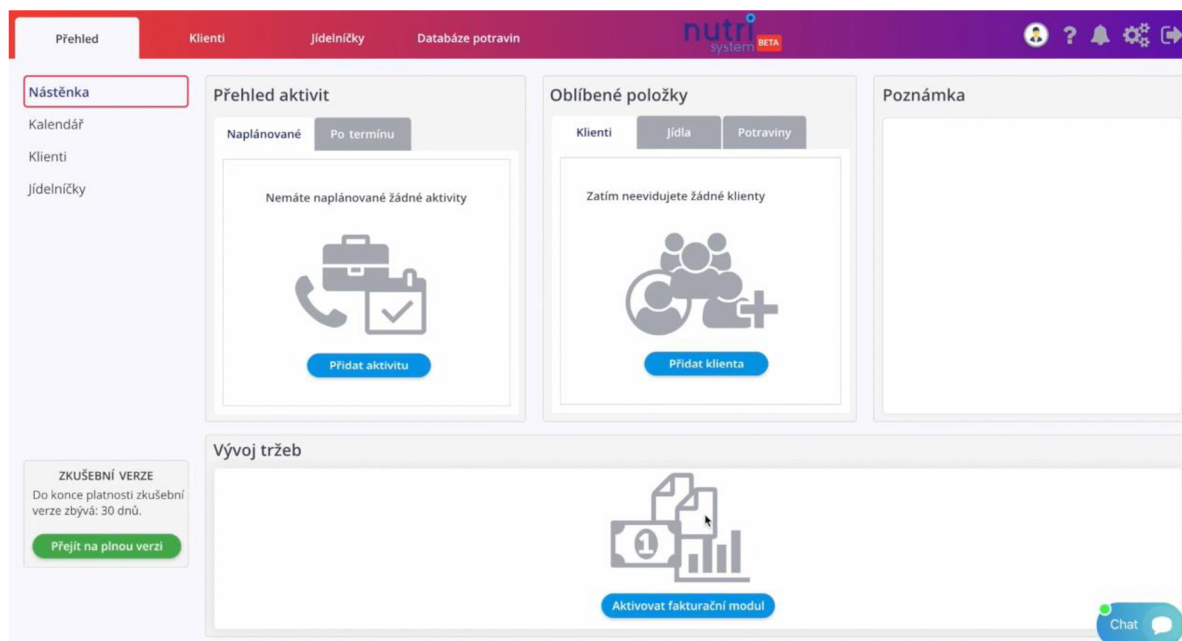 Přehled
Klienti
Jídelníčky
Databáze potravin
nutri
system
BETA
?
Nástěnka
Kalendář
Klienti
Jídelníčky
ZKUŠEBNÍ VERZE
Do konce platnosti zkušební
verze zbývá: 30 dnů.
Přejít na plnou verzi
Přehled aktivit
Naplánované
Po termínu
Nemáte naplánované žádné aktivity
Přidat aktivitu
Oblíbené položky
Klienti
Jídla
Potraviny
Zatím neevidujete žádné klienty
Přidat klienta
Poznámka
Vývoj tržeb
1
Aktivovat fakturační modul
Chat